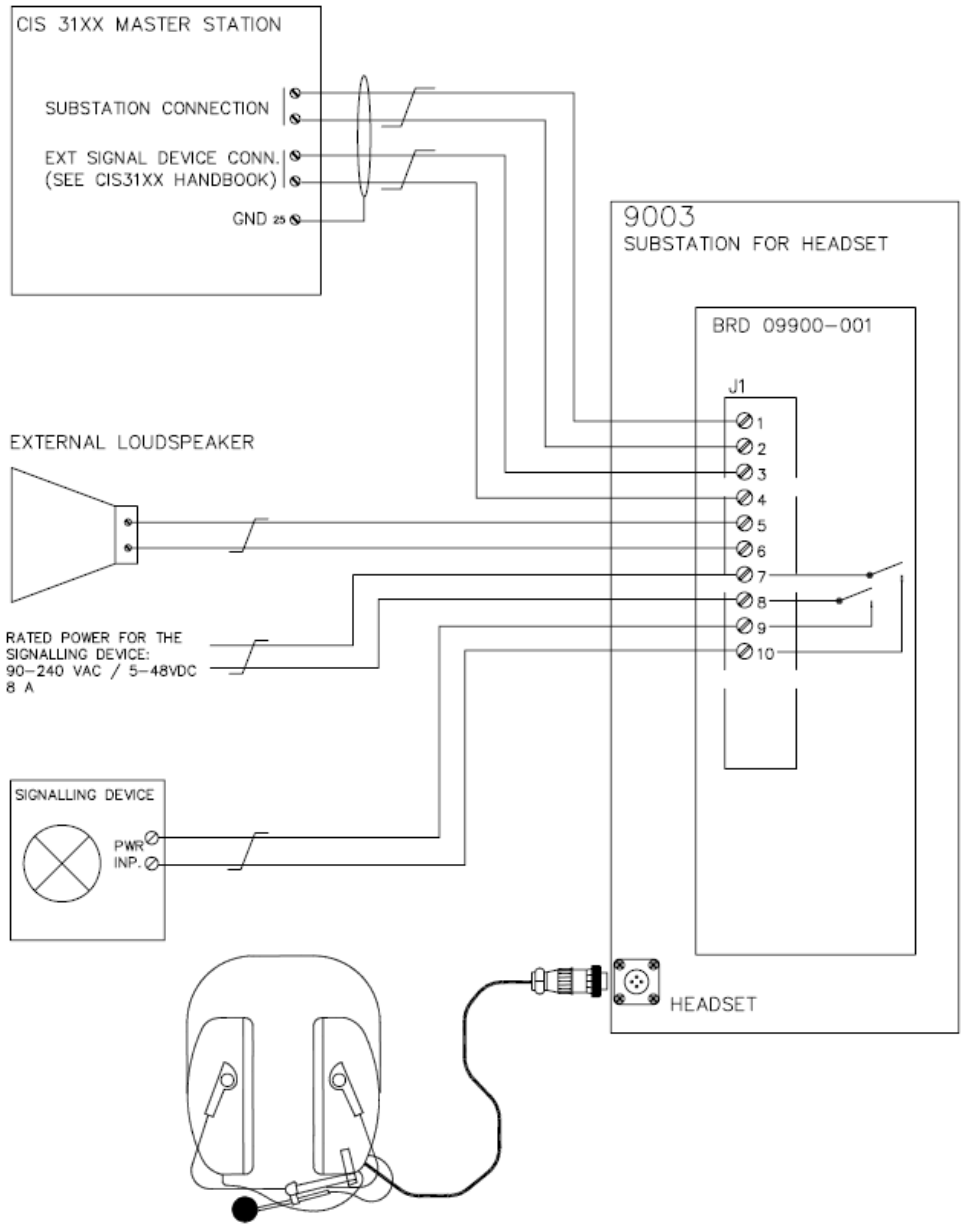 CIS 31XX MASTER STATION
SUBSTATION CONNECTION
EXT SIGNAL DEVICE CONN.
(SEE CIS31XX HANDBOOK)
GND 25
9003
SUBSTATION FOR HEADSET
BRD 09900-001
J1
1
2
3
4
5
6
7
8
9
10
EXTERNAL LOUDSPEAKER
RATED POWER FOR THE
SIGNALLING DEVICE:
90-240 VAC / 5-48VDC
8 A
SIGNALLING DEVICE
PWR
INP.
HEADSET